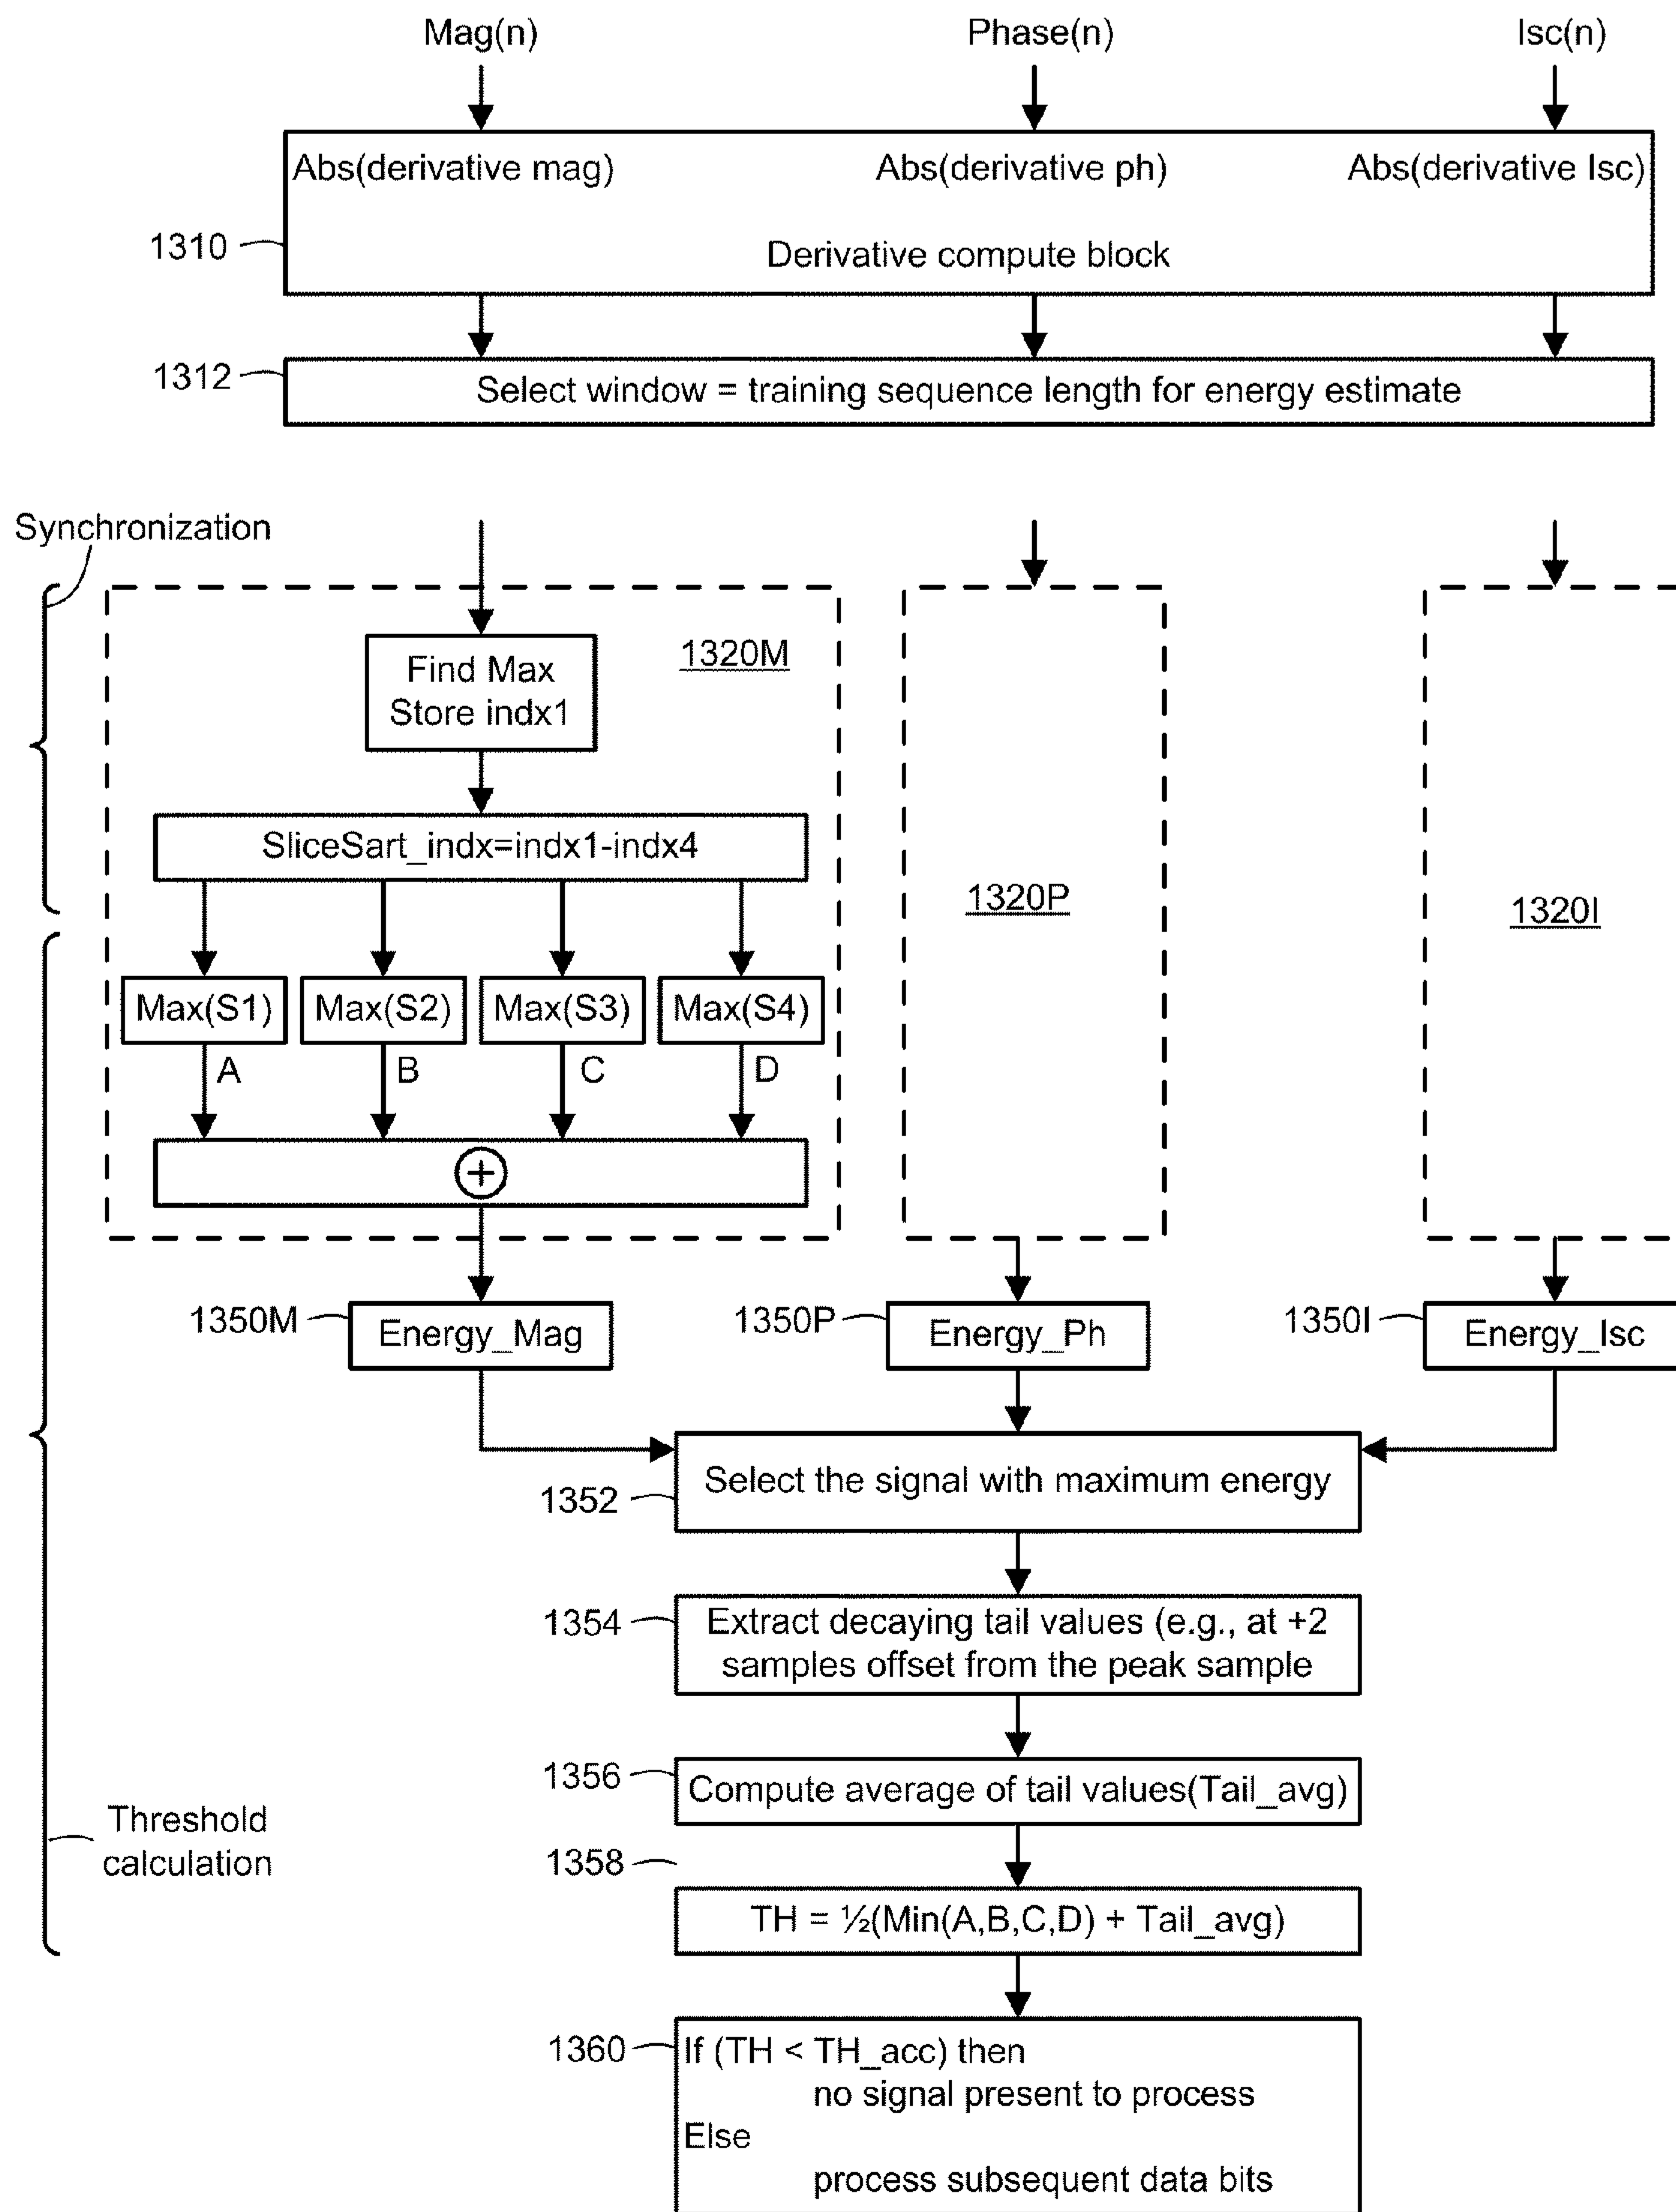 Mag(n)
Phase(n)
Isc(n)
Abs(derivative mag)
Abs(derivative ph)
Abs(derivative Isc)
1310
Derivative compute block
1312
Select window = training sequence length for energy estimate
Synchronization
1320M
Find Max
Store indx1
SliceSart_indx=indx1-indx4
1320P
1320I
Max(S1)
Max(S2)
Max(S3)
Max(S4)
A
B
C
D
+
1350M
Energy_Mag
1350P
Energy_Ph
1350I
Energy_Isc
1352
Select the signal with maximum energy
1354
Extract decaying tail values (e.g., at +2
samples offset from the peak sample
1356
Compute average of tail values(Tail_avg)
Threshold
calculation
1358
TH = ½(Min(A,B,C,D) + Tail_avg)
1360
If (TH < TH_acc) then
no signal present to process
Else
process subsequent data bits